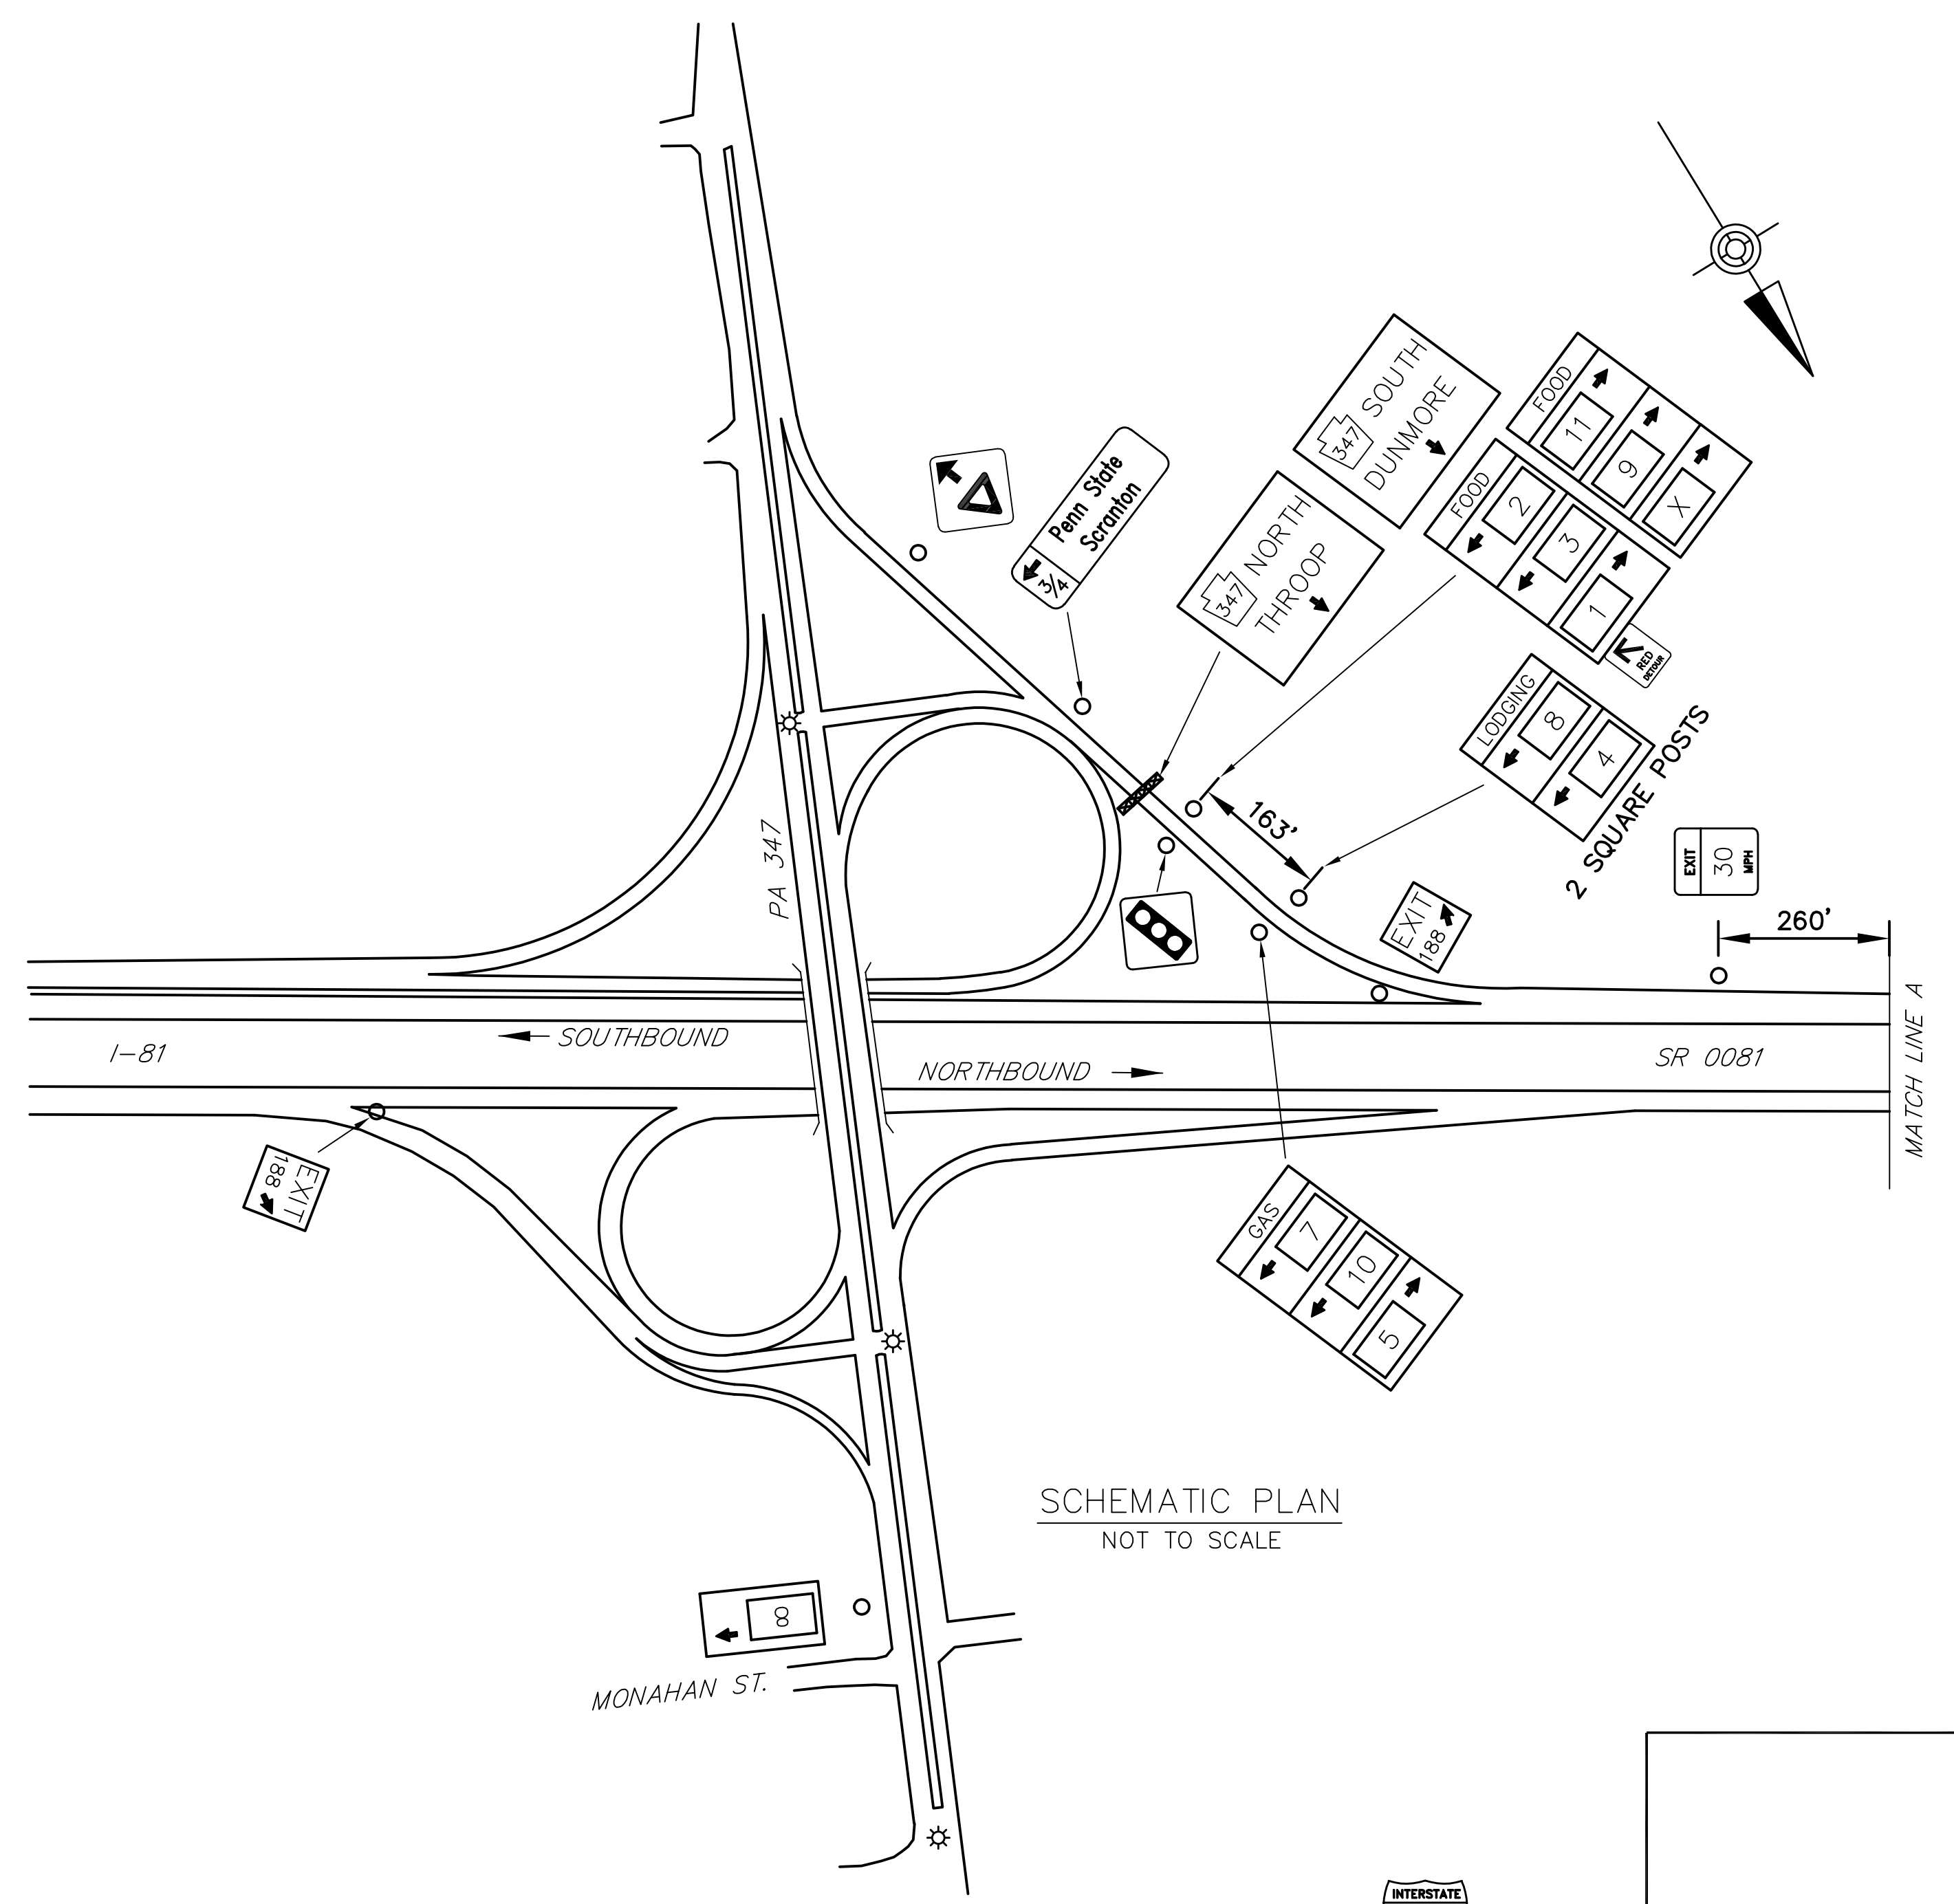 SOUTH
347
DUNMORE
FOOD
11
9
X
FOOD
2
3
1
RED
DETOUR
Penn State
Scranton
3/4
NORTH
347
THROOP
LODGING
8
4
2 SQUARE POSTS
163'
EXIT
30
MPH
EXIT
188
260'
PA 347
MATCH LINE A
SOUTHBOUND
I-81
NORTHBOUND
SR 0081
EXIT
188
GAS
7
10
5
SCHEMATIC PLAN
NOT TO SCALE
8
MONAHAN ST.
INTERSTATE